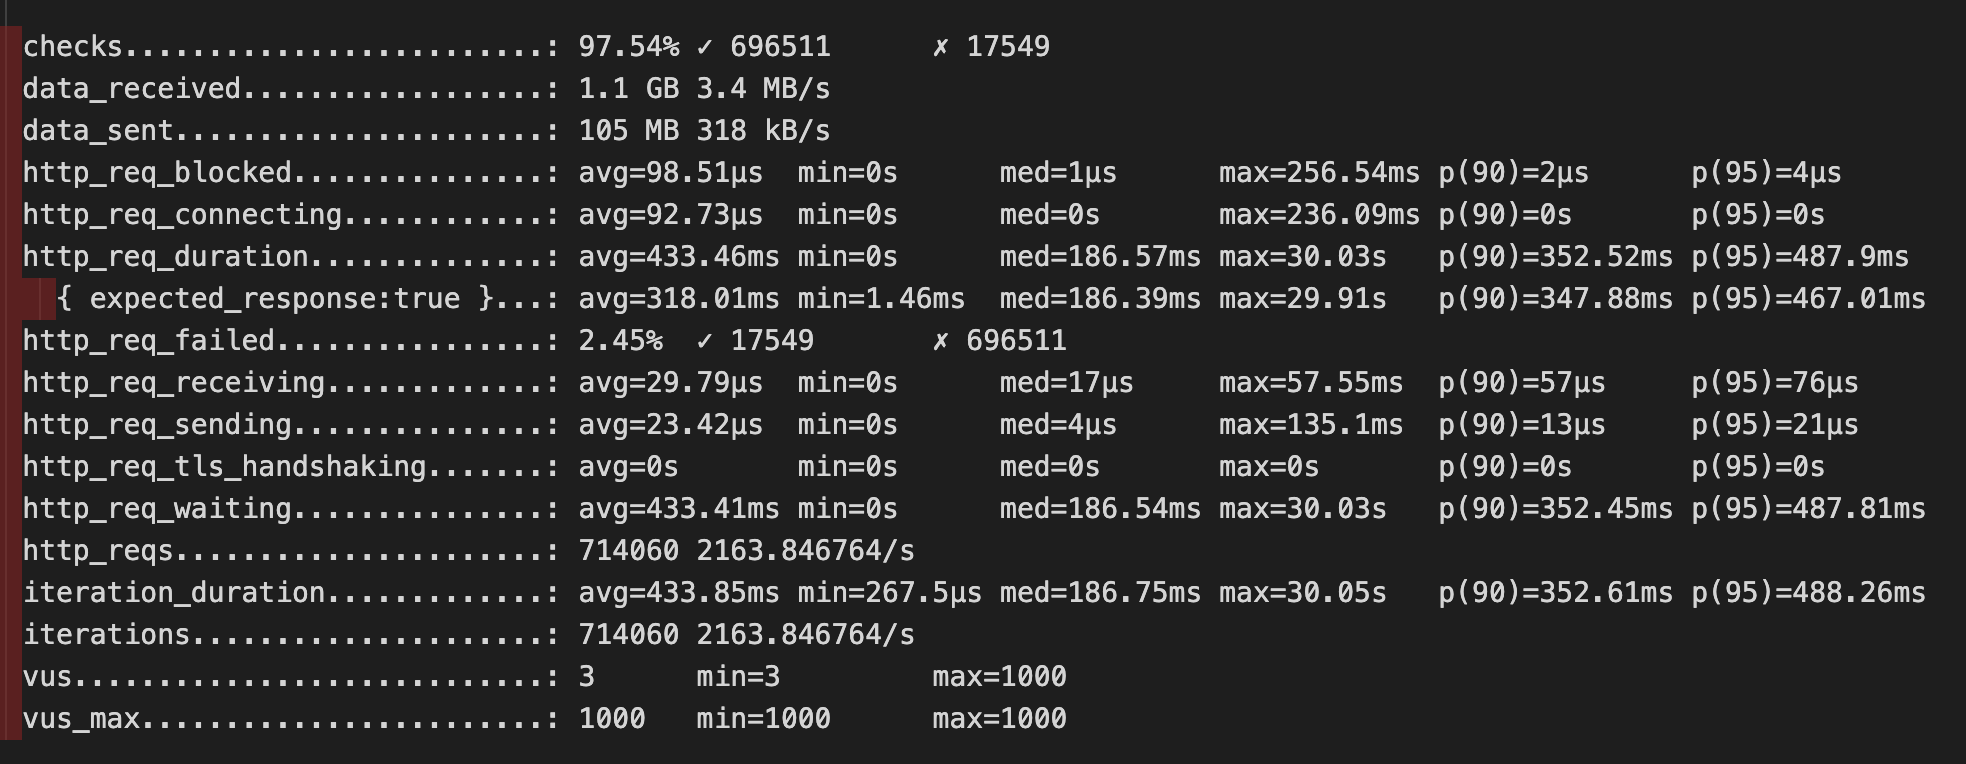 checks.........................: 97.54% ✓ 696511      ✗ 17549
data_received..................: 1.1 GB 3.4 MB/s
data_sent......................: 105 MB 318 kB/s
http_req_blocked...............: avg=98.51µs  min=0s      med=1µs      max=256.54ms p(90)=2µs      p(95)=4µs
http_req_connecting............: avg=92.73µs  min=0s      med=0s       max=236.09ms p(90)=0s       p(95)=0s
http_req_duration..............: avg=433.46ms min=0s      med=186.57ms max=30.03s   p(90)=352.52ms p(95)=487.9ms
  { expected_response:true }...: avg=318.01ms min=1.46ms  med=186.39ms max=29.91s   p(90)=347.88ms p(95)=467.01ms
http_req_failed................: 2.45%  ✓ 17549       ✗ 696511
http_req_receiving.............: avg=29.79µs  min=0s      med=17µs     max=57.55ms  p(90)=57µs     p(95)=76µs
http_req_sending...............: avg=23.42µs  min=0s      med=4µs      max=135.1ms  p(90)=13µs     p(95)=21µs
http_req_tls_handshaking.......: avg=0s       min=0s      med=0s       max=0s       p(90)=0s       p(95)=0s
http_req_waiting...............: avg=433.41ms min=0s      med=186.54ms max=30.03s   p(90)=352.45ms p(95)=487.81ms
http_reqs......................: 714060 2163.846764/s
iteration_duration.............: avg=433.85ms min=267.5µs med=186.75ms max=30.05s   p(90)=352.61ms p(95)=488.26ms
iterations.....................: 714060 2163.846764/s
vus............................: 3      min=3         max=1000
vus_max........................: 1000   min=1000      max=1000